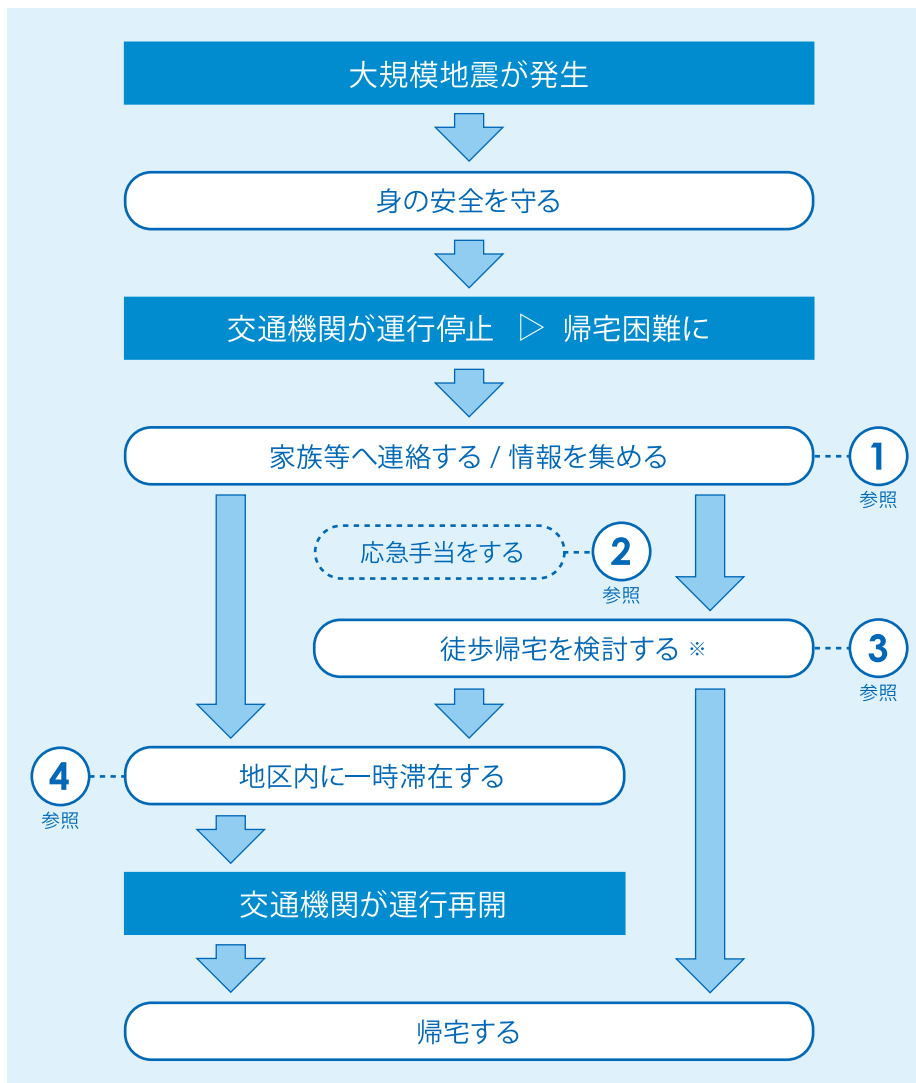 大規模地震が発生
身の安全を守る
交通機関が運行停止 ▷ 帰宅困難に
家族等へ連絡する / 情報を集める
1
参照
応急手当をする
2
参照
徒歩帰宅を検討する ※
3
参照
4
参照
地区内に一時滞在する
交通機関が運行再開
帰宅する